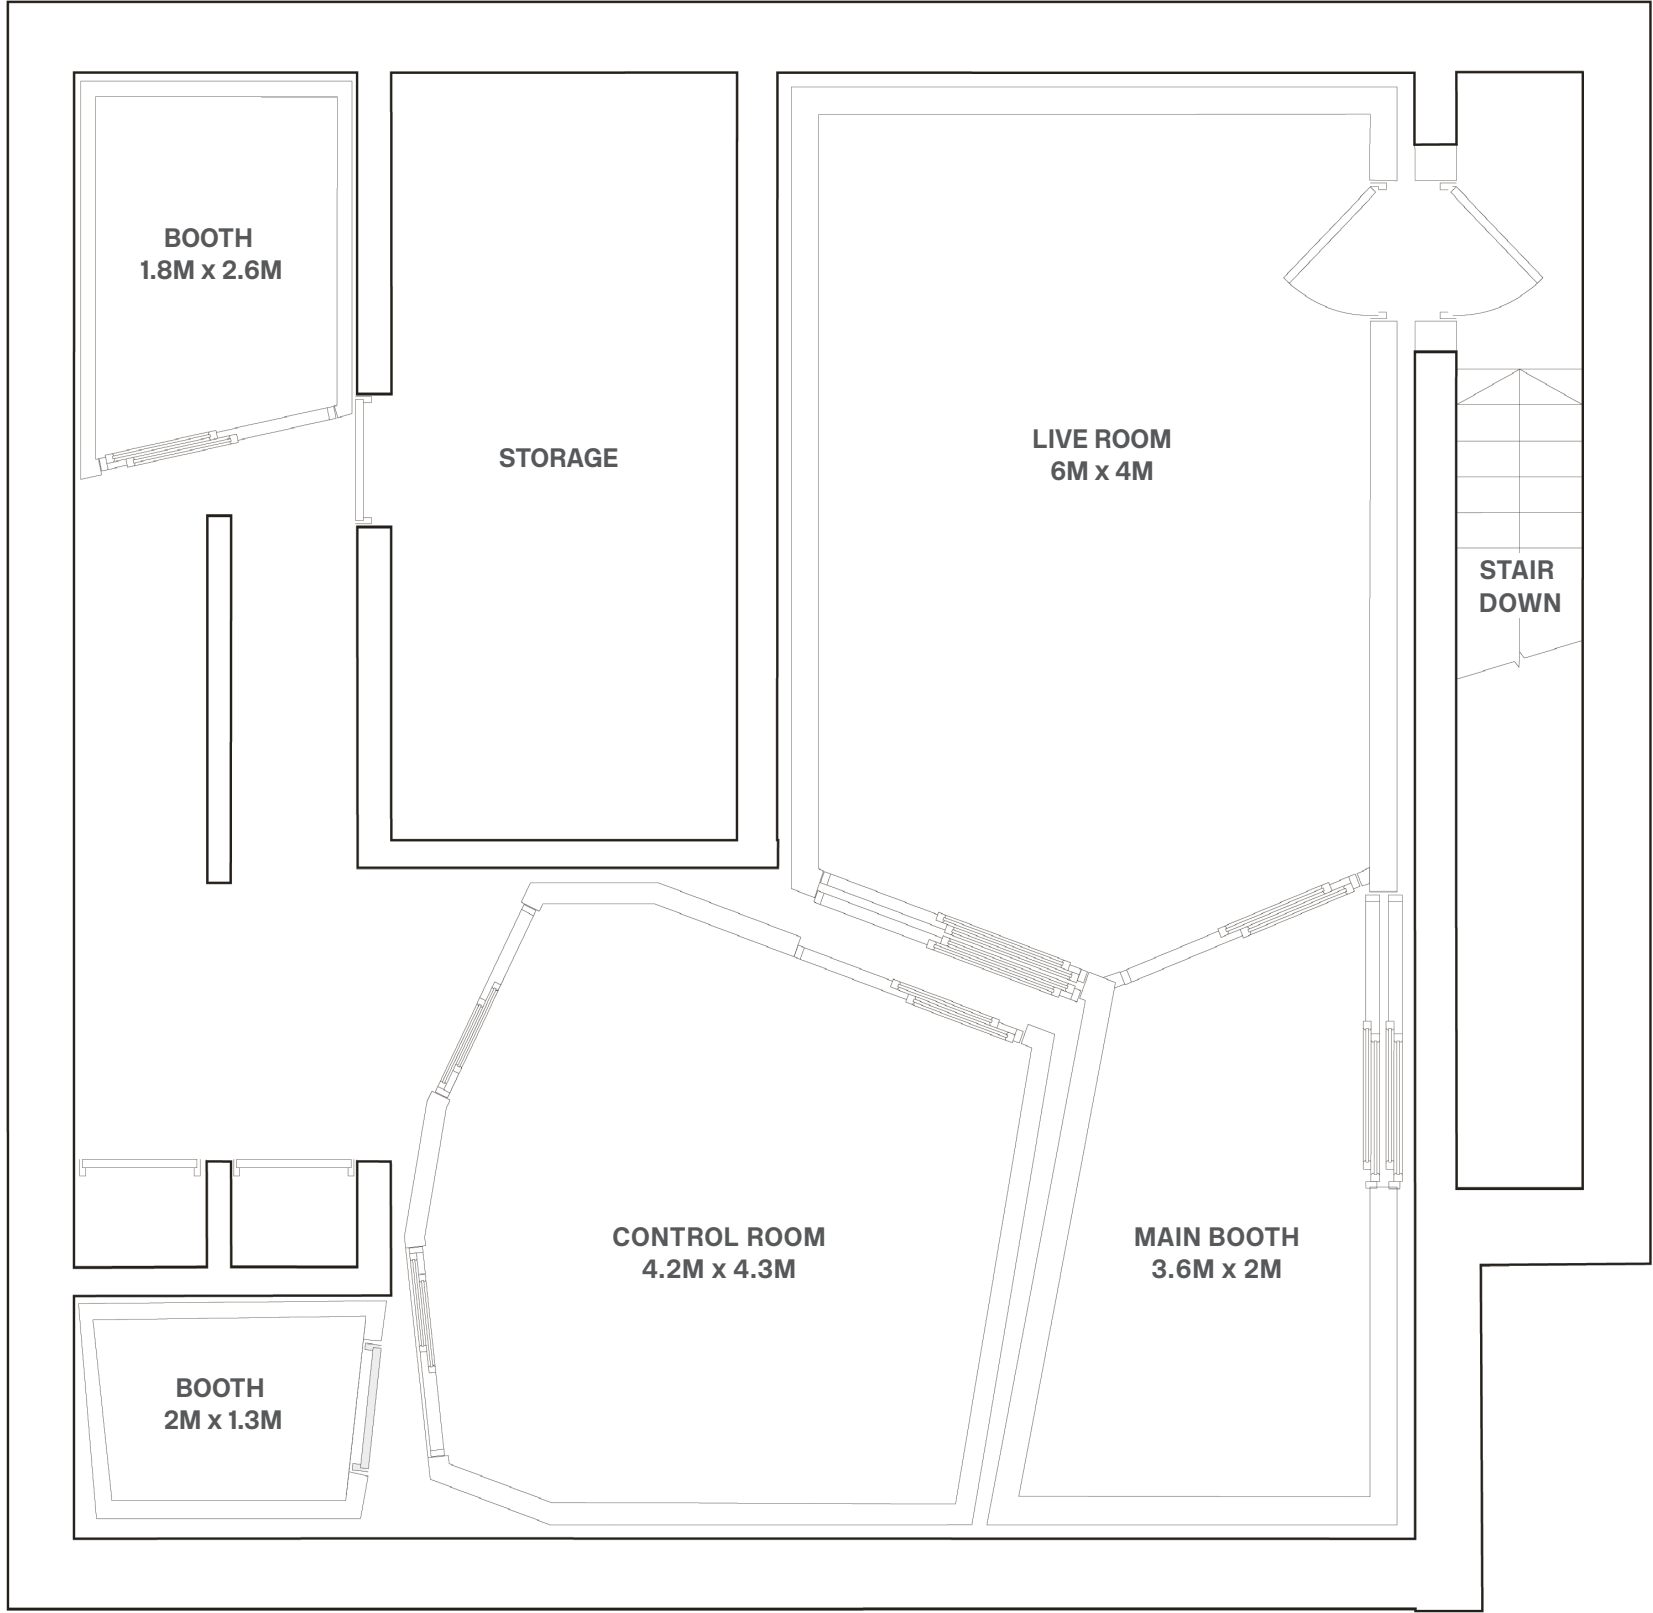 BOOTH
1.8M x 2.6M
STORAGE
LIVE ROOM
6M x 4M
STAIR
DOWN
CONTROL ROOM
4.2M x 4.3M
MAIN BOOTH
3.6M x 2M
BOOTH
2M x 1.3M